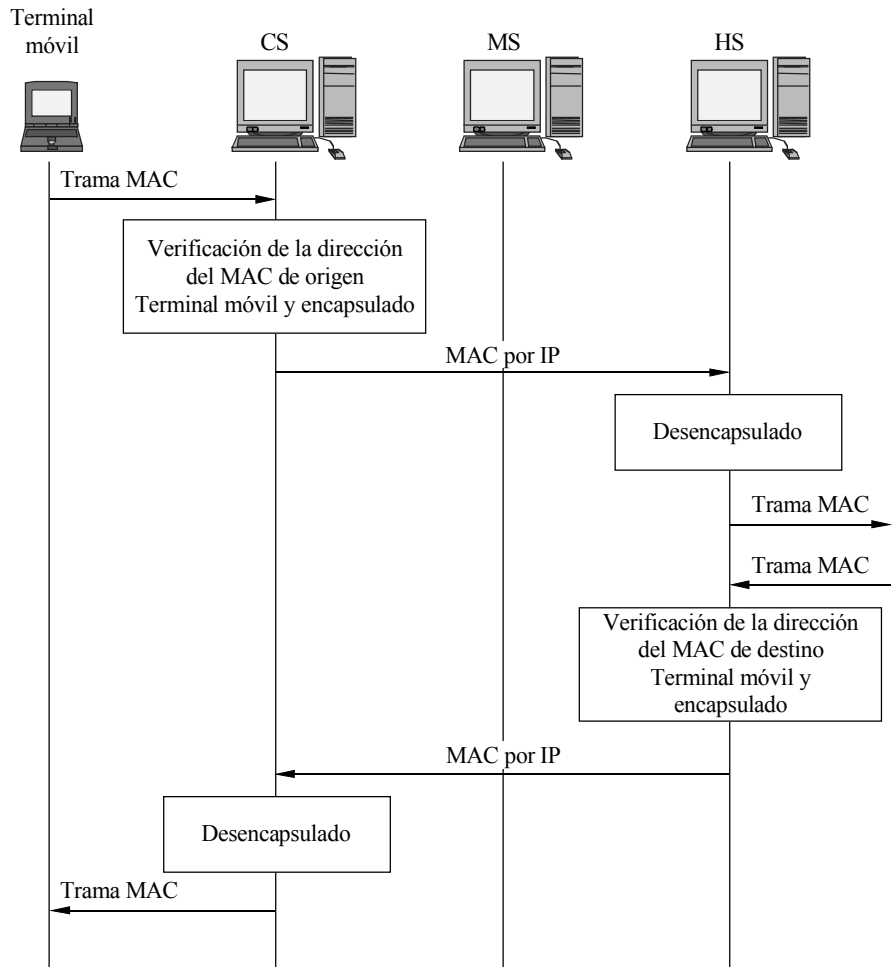 Terminal
móvil
CS
MS
HS
Trama MAC
Verificación de la dirección
del MAC de origen
Terminal móvil y encapsulado
MAC por IP
Desencapsulado
Trama MAC
Trama MAC
Verificación de la dirección
del MAC de destino
Terminal móvil y
encapsulado
MAC por IP
Desencapsulado
Trama MAC